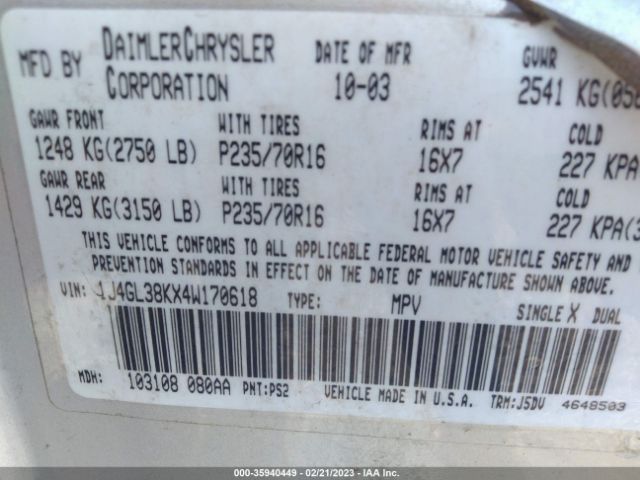 MFD BY DAIMLERCHRYSLER CORPORATION DATE OF MFR 10-03 GVWR 2541 KG(056
GAWR FRONT WITH TIRES RIMS AT COLD
1248 KG(2750 LB) P235/70R16 16X7 227 KPA
GAWR REAR WITH TIRES RIMS AT COLD
1429 KG(3150 LB) P235/70R16 16X7 227 KPA(3
THIS VEHICLE CONFORMS TO ALL APPLICABLE FEDERAL MOTOR VEHICLE SAFETY AND
PREVENTION STANDARDS IN EFFECT ON THE DATE OF MANUFACTURE SHOWN ABOVE.
VIN: 1J4GL38KX4W170618 TYPE: MPV SINGLE X DUAL
MDH: 103108 080AA PNT:PS2 VEHICLE MADE IN U.S.A. TRM:J5DV 4648503
000-35940449 - 02/21/2023 - IAA Inc.